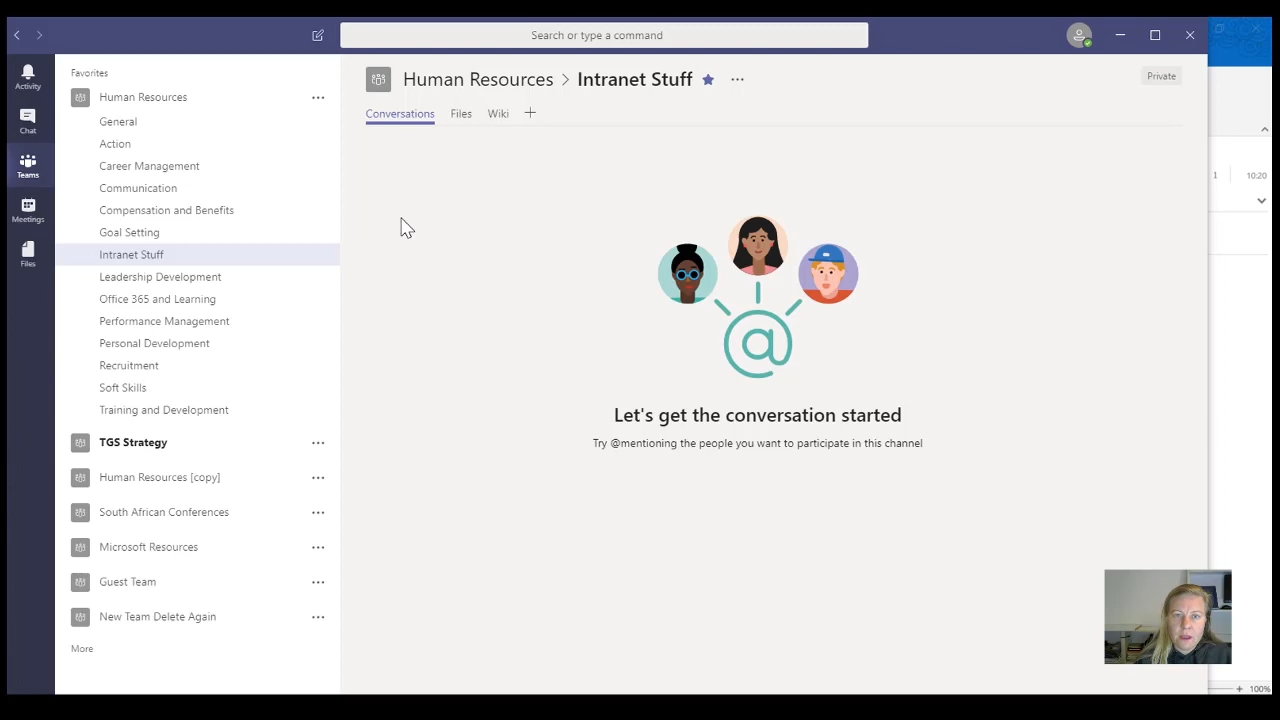 Search or type a command
Activity
Chat
Teams
Meetings
Files
Favorites
Human Resources
General
Action
Career Management
Communication
Compensation and Benefits
Goal Setting
Intranet Stuff
Leadership Development
Office 365 and Learning
Performance Management
Personal Development
Recruitment
Soft Skills
Training and Development
TGS Strategy
Human Resources [copy]
South African Conferences
Microsoft Resources
Guest Team
New Team Delete Again
More
Human Resources > Intranet Stuff
Private
Conversations Files Wiki
Let's get the conversation started
Try @mentioning the people you want to participate in this channel
1 10:20
100%